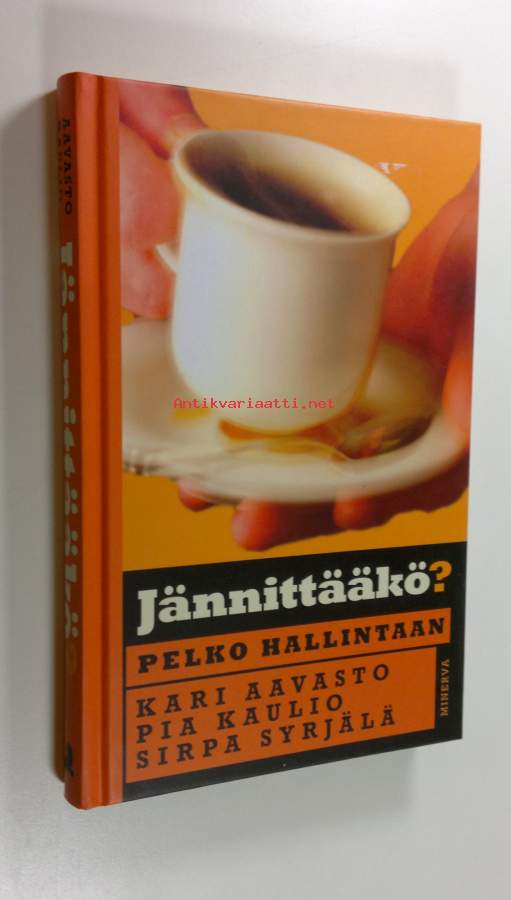 AAVASTO
Jännittääkö?
Antikvariaatti.net
Jännittääkö?
PELKO HALLINTAAN
KARI AAVASTO
PIA KAULIO
SIRPA SYRJÄLÄ
MINERVA